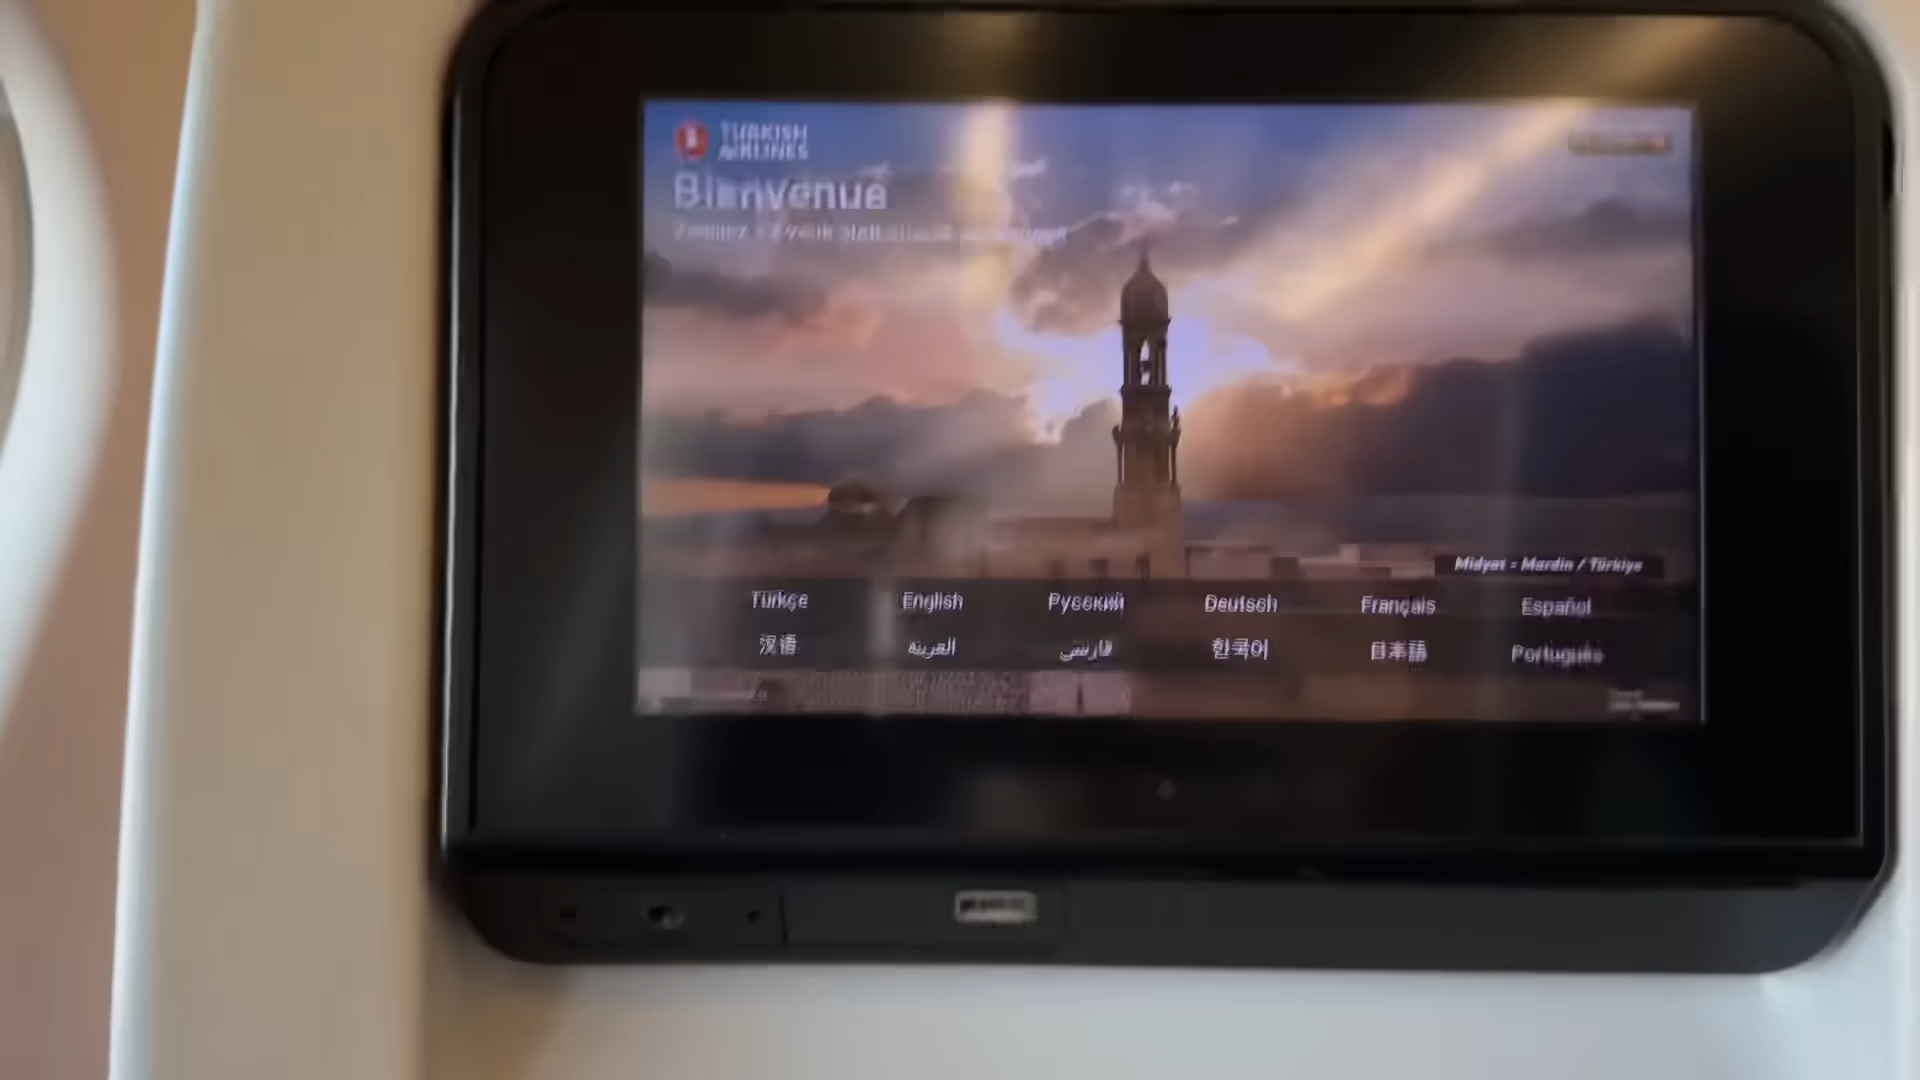 TURKISH
AIRLINES
Bienvenue
Midyat - Mardin / Türkiye
Türkçe English Русский Deutsch Français Español
汉语 العربية فارسی 한국어 日本語 Português